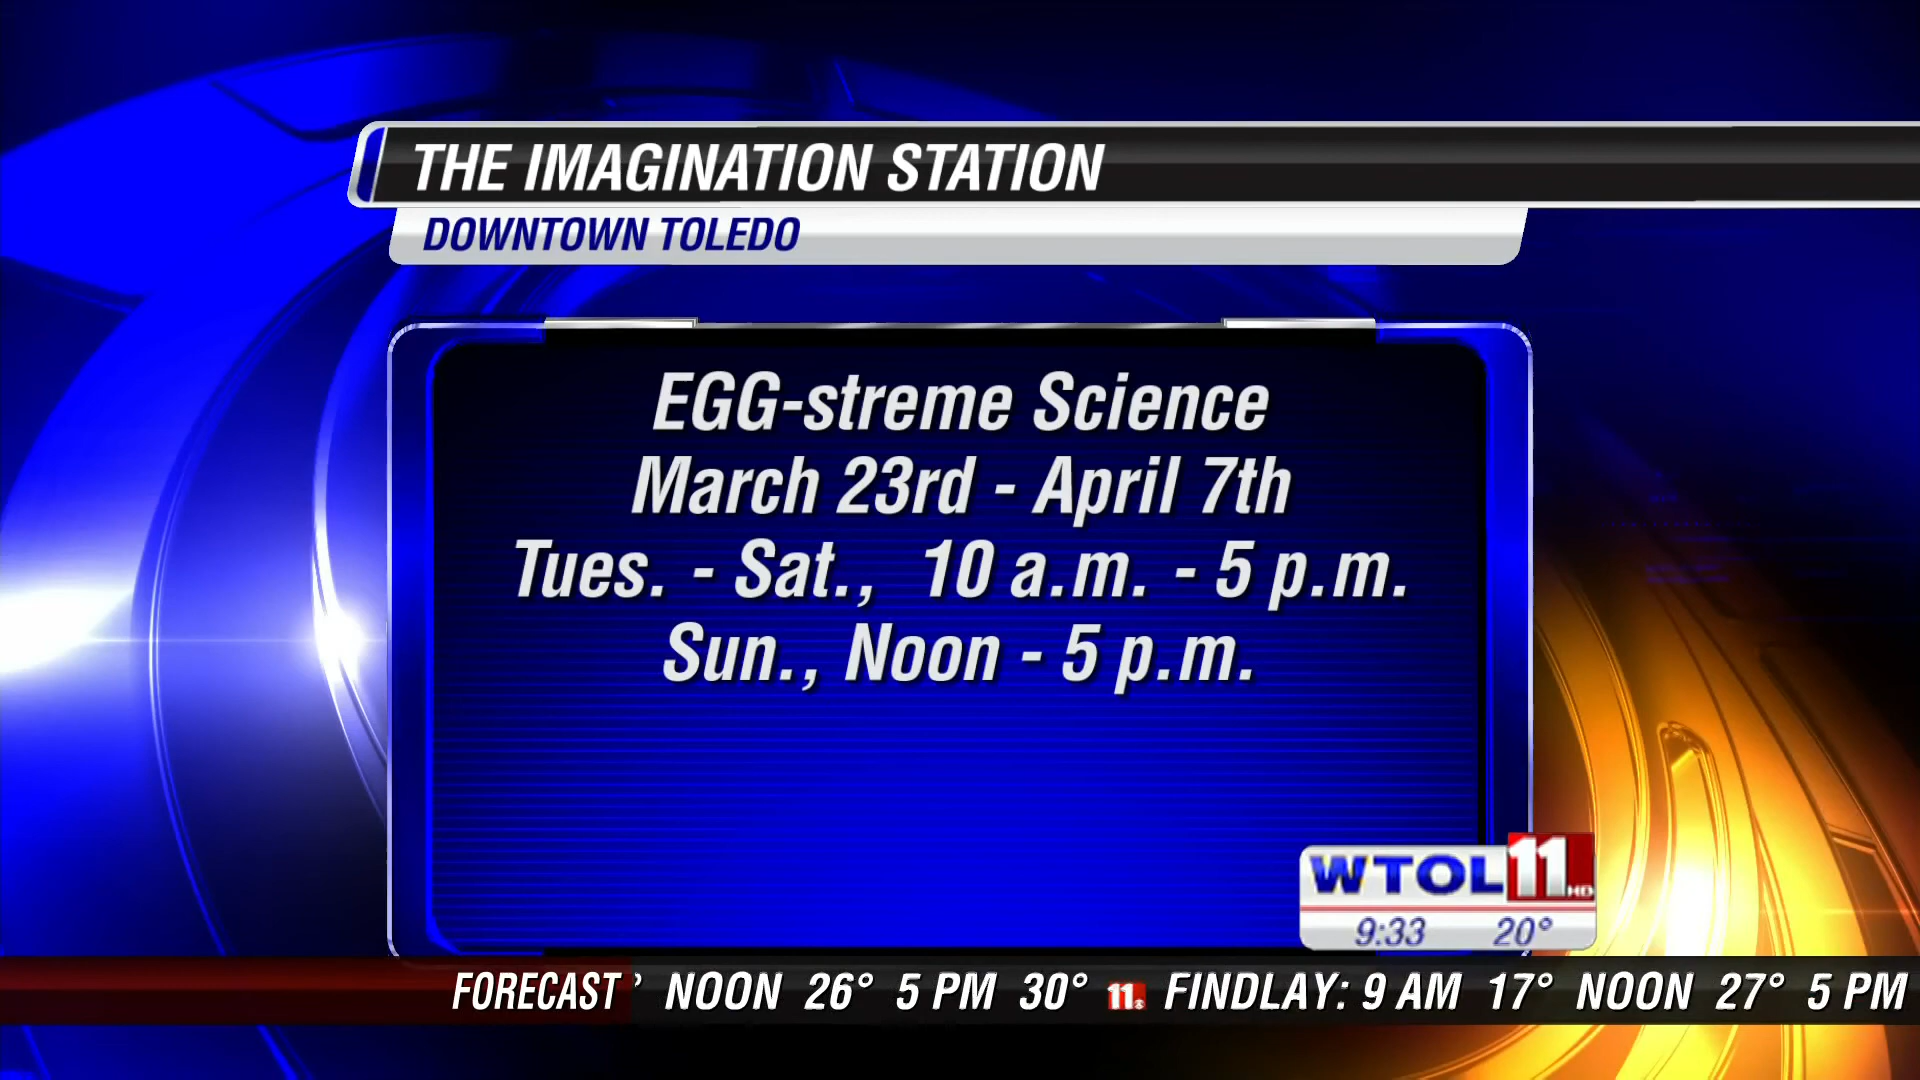 THE IMAGINATION STATION
DOWNTOWN TOLEDO
EGG-streme Science
March 23rd - April 7th
Tues. - Sat., 10 a.m. - 5 p.m.
Sun., Noon - 5 p.m.
WTOL 11 HD
9:33 20°
FORECAST ° NOON 26° 5 PM 30° 11 FINDLAY: 9 AM 17° NOON 27° 5 PM